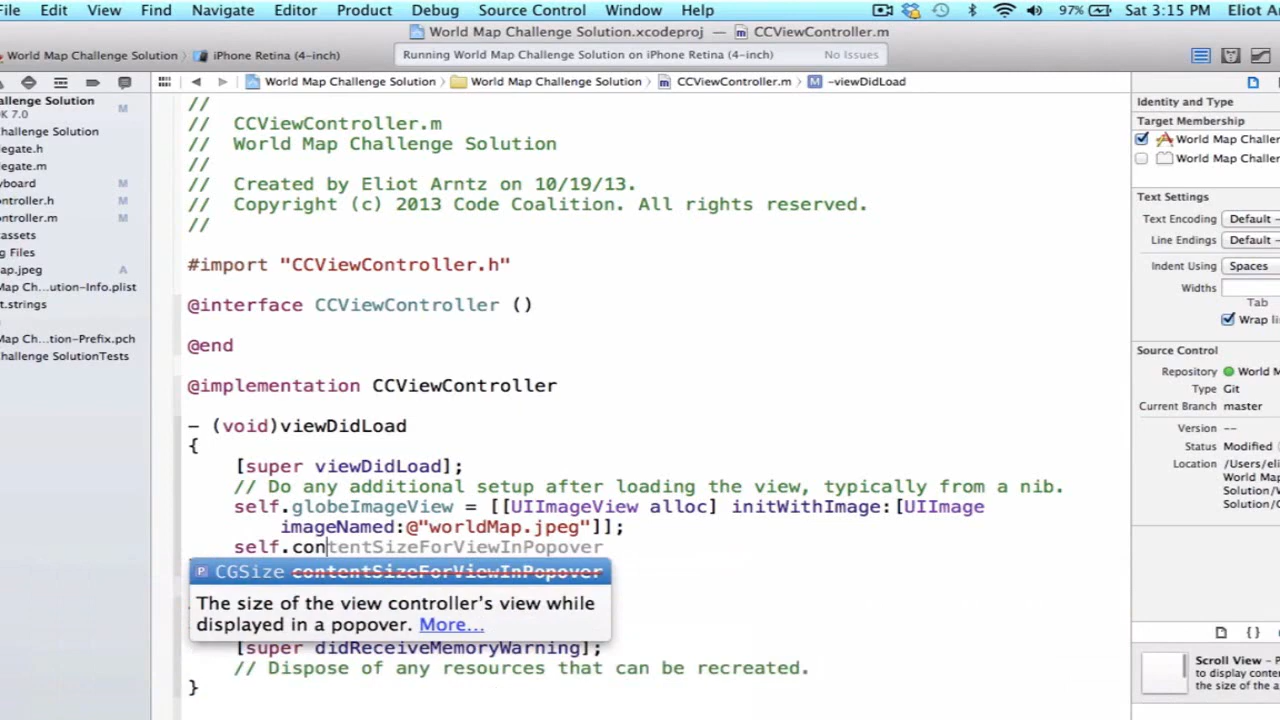 File Edit View Find Navigate Editor Product Debug Source Control Window Help 97% Sat 3:15 PM Eliot Ar
World Map Challenge Solution.xcodeproj — CCViewController.m
World Map Challenge Solution iPhone Retina (4-inch) Running World Map Challenge Solution on iPhone Retina (4-inch) No Issues
World Map Challenge Solution World Map Challenge Solution CCViewController.m M -viewDidLoad
allenge Solution M
K 7.0
Challenge Solution
legate.h
legate.m
yboard M
ontroller.h M
ontroller.m M
cassets
g Files
ap.jpeg A
Map Ch...ution-Info.plist
t.strings
Map Ch...tion-Prefix.pch
hallenge SolutionTests
//
// CCViewController.m
// World Map Challenge Solution
//
// Created by Eliot Arntz on 10/19/13.
// Copyright (c) 2013 Code Coalition. All rights reserved.
//
#import "CCViewController.h"
@interface CCViewController ()
@end
@implementation CCViewController
- (void)viewDidLoad
{
[super viewDidLoad];
// Do any additional setup after loading the view, typically from a nib.
self.globeImageView = [[UIImageView alloc] initWithImage:[UIImage
imageNamed:@"worldMap.jpeg"]];
self.contentSizeForViewInPopover
P CGSize contentSizeForViewInPopover
The size of the view controller's view while
displayed in a popover. More...
[super didReceiveMemoryWarning];
// Dispose of any resources that can be recreated.
}
Identity and Type
Target Membership
World Map Challe
World Map Challe
Text Settings
Text Encoding Default -
Line Endings Default -
Indent Using Spaces
Widths
Tab
Wrap li
Source Control
Repository World M
Type Git
Current Branch master
Version --
Status Modified (
Location /Users/eli
World Map
Solution/W
Solution/C
{ }
Scroll View - P
to display conte
the size of the a